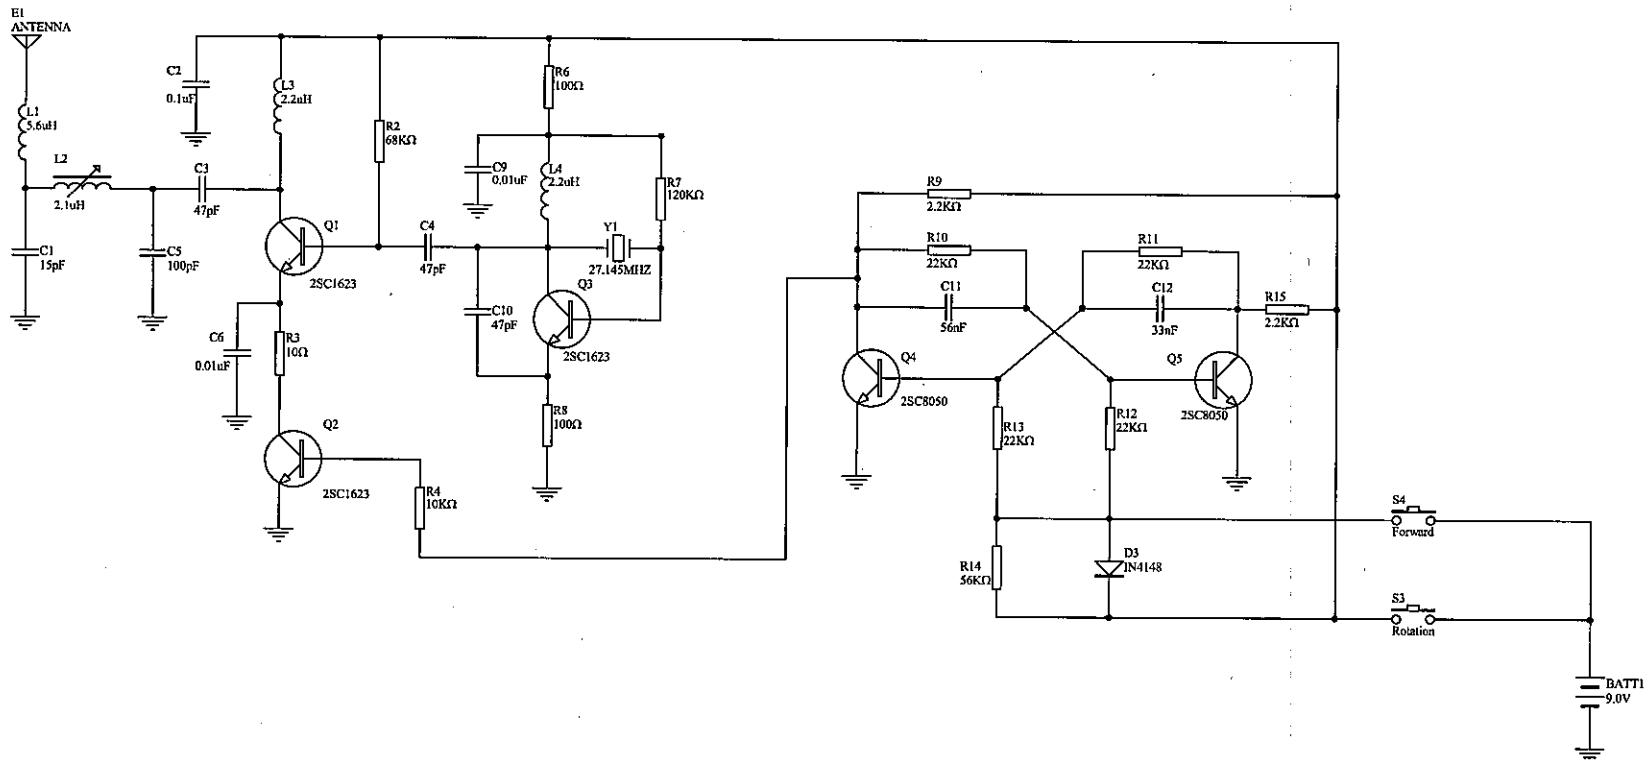 E1
ANTENNA
L1
5.6uH
L2
2.1uH
C1
15pF
C2
0.1uF
C3
47pF
C5
100pF
L3
2.2uH
Q1
2SC1623
C6
0.01uF
R3
10Ω
Q2
2SC1623
R2
68KΩ
C4
47pF
R4
10KΩ
R6
100Ω
C9
0.01uF
L4
2.2uH
R7
120KΩ
Y1
27.145MHZ
Q3
2SC1623
C10
47pF
R8
100Ω
R9
2.2KΩ
R10
22KΩ
C11
56nF
R11
22KΩ
C12
33nF
R15
2.2KΩ
Q4
2SC8050
Q5
2SC8050
R13
22KΩ
R12
22KΩ
R14
56KΩ
D3
IN4148
S4
Forward
S3
Rotation
BATT1
9.0V